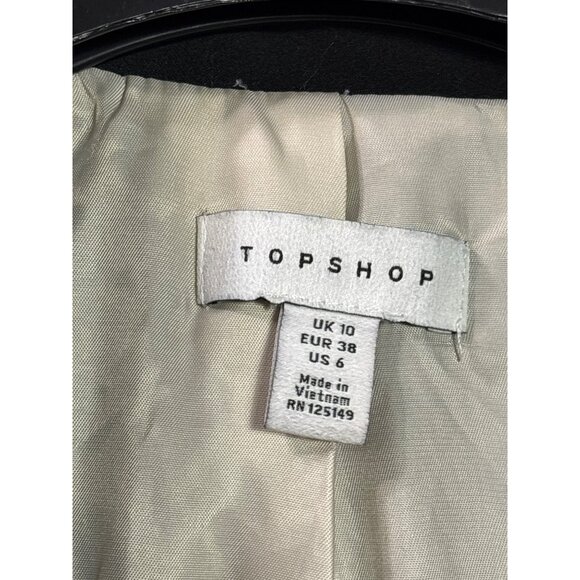 TOPSHOP
UK 10
EUR 38
US 6
Made in
Vietnam
RN 125149